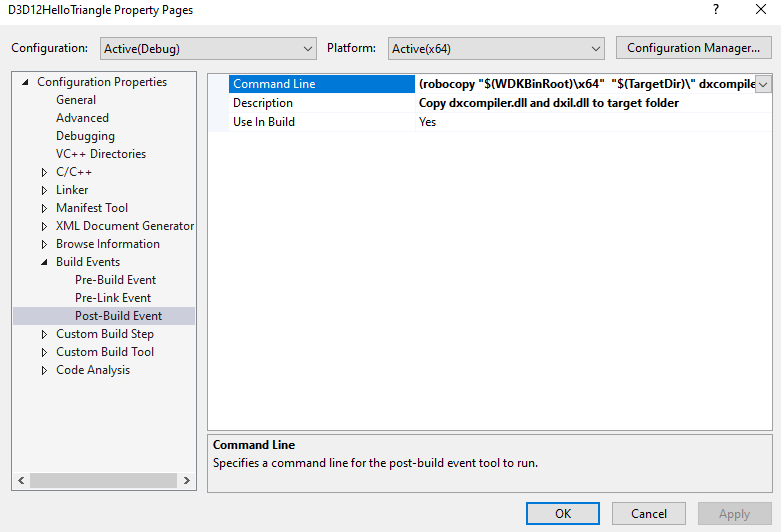 D3D12HelloTriangle Property Pages
Configuration: Active(Debug) Platform: Active(x64) Configuration Manager...
Configuration Properties
General
Advanced
Debugging
VC++ Directories
C/C++
Linker
Manifest Tool
XML Document Generator
Browse Information
Build Events
Pre-Build Event
Pre-Link Event
Post-Build Event
Custom Build Step
Custom Build Tool
Code Analysis
Command Line (robocopy "$(WDKBinRoot)\x64"  "$(TargetDir)\" dxcompile
Description Copy dxcompiler.dll and dxil.dll to target folder
Use In Build Yes
Command Line
Specifies a command line for the post-build event tool to run.
OK Cancel Apply